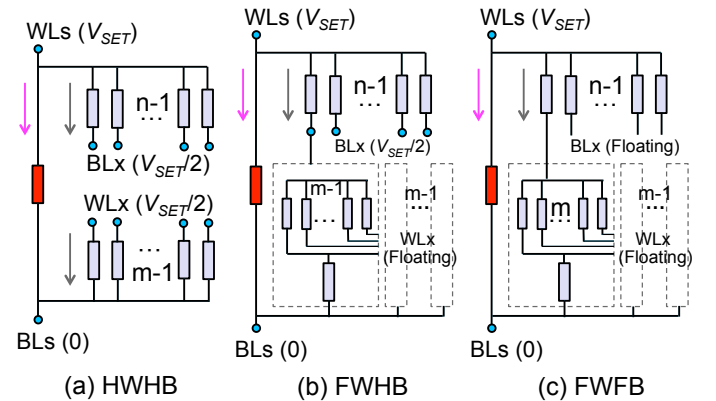 WLs (V_SET)
n-1
...
BLx (V_SET/2)
WLx (V_SET/2)
...
m-1
BLs (0)
(a) HWHB
WLs (V_SET)
n-1
...
BLx (V_SET/2)
m-1
...
m-1
...
WLx
(Floating)
BLs (0)
(b) FWHB
WLs (V_SET)
n-1
...
BLx (Floating)
m
...
m-1
...
WLx
(Floating)
BLs (0)
(c) FWFB